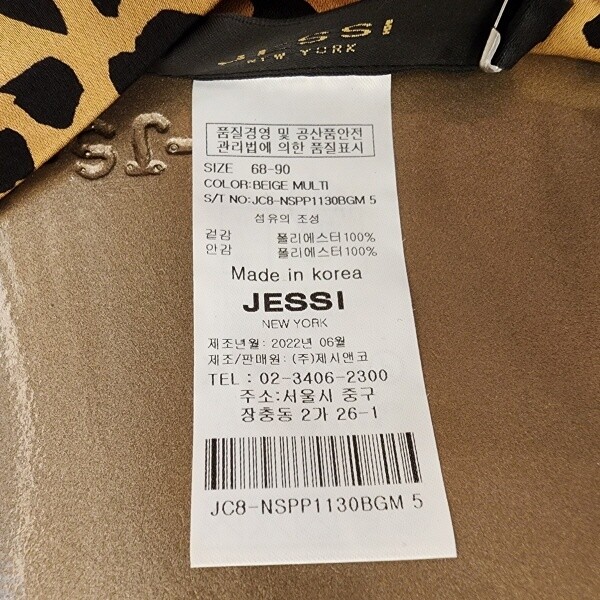 JESSI
NEW YORK
품질경영 및 공산품안전
관리법에 의한 품질표시
SIZE 68-90
COLOR:BEIGE MULTI
S/T NO:JC8-NSPP1130BGM 5
섬유의 조성
겉감 폴리에스터100%
안감 폴리에스터100%
Made in korea
JESSI
NEW YORK
제조년월: 2022년 06월
제조/판매원: (주)제시앤코
TEL : 02-3406-2300
주소:서울시 중구
장충동 2가 26-1
JC8-NSPP1130BGM 5